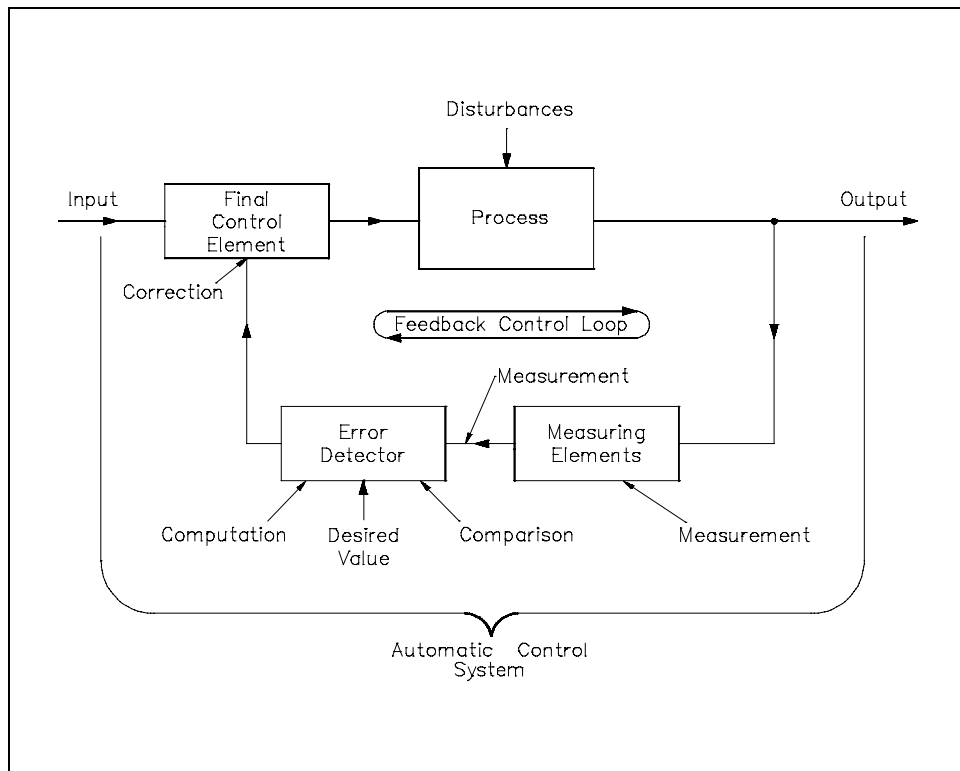 Disturbances
Input
Final
Control
Element
Process
Output
Correction
Feedback Control Loop
Measurement
Error
Detector
Measuring
Elements
Computation
Desired
Value
Comparison
Measurement
Automatic Control
System